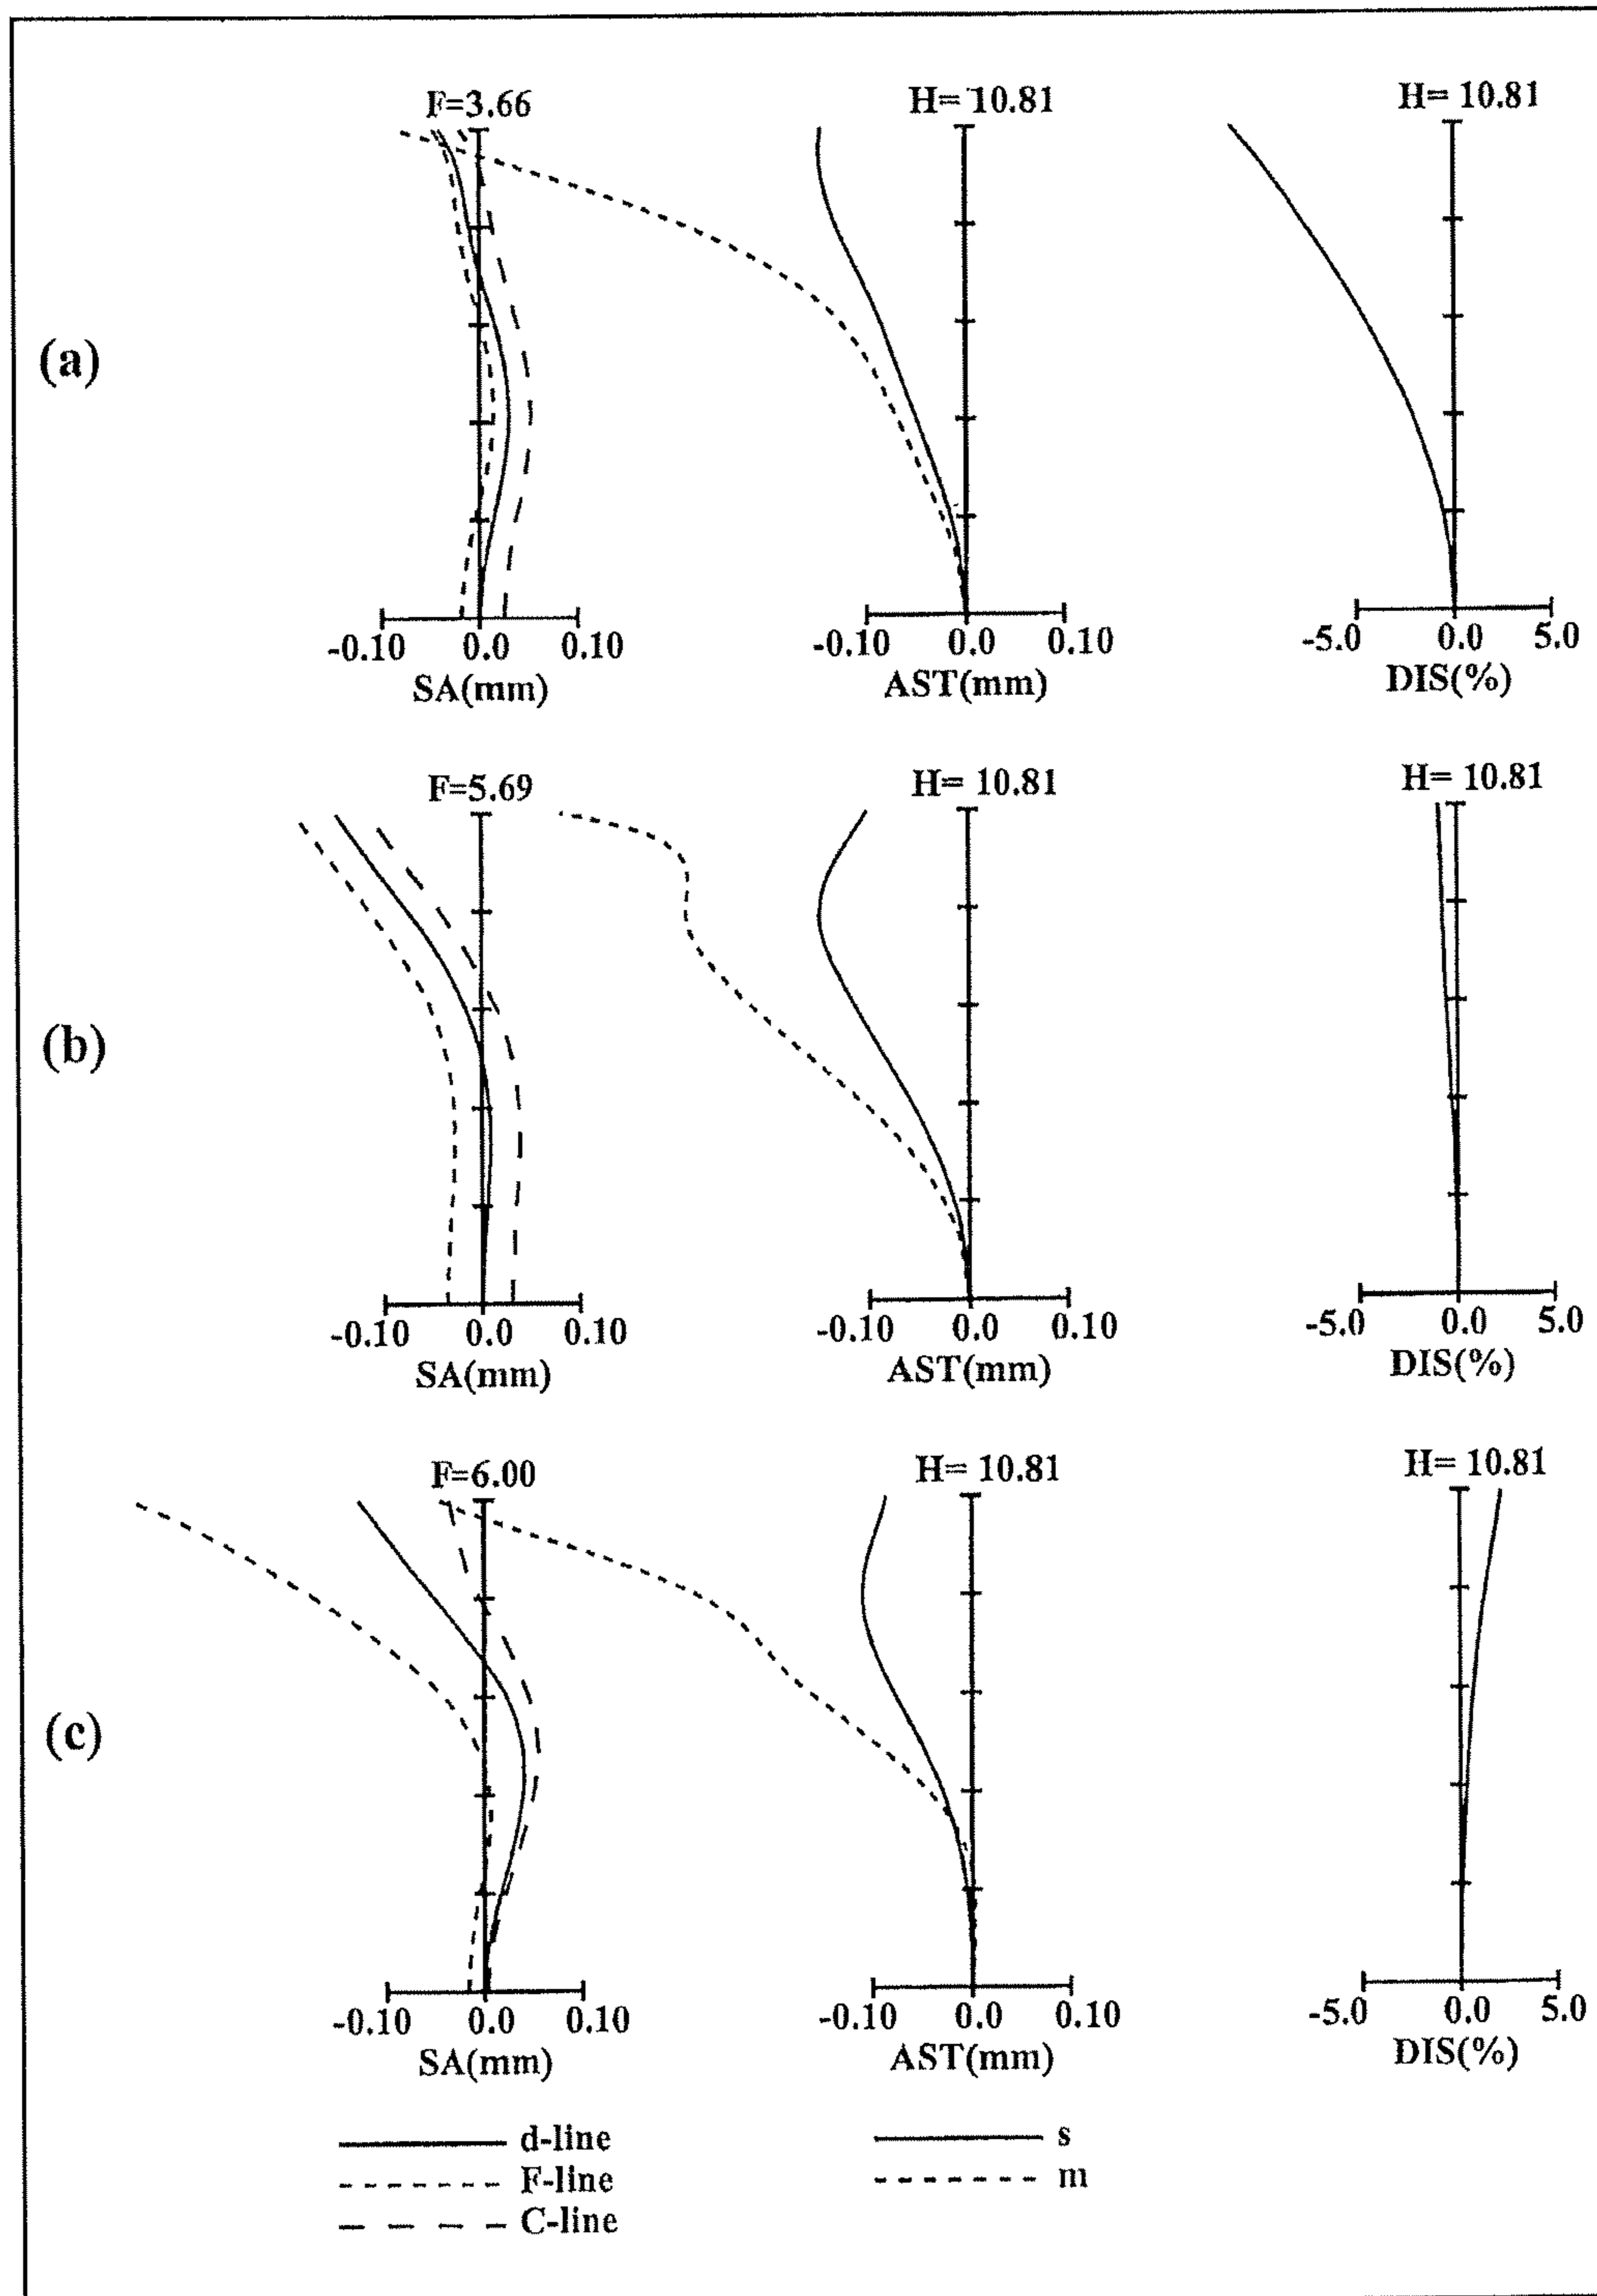 F=3.66 H= 10.81 H= 10.81
(a)
-0.10 0.0 0.10 -0.10 0.0 0.10 -5.0 0.0 5.0
SA(mm) AST(mm) DIS(%)
F=5.69 H= 10.81 H= 10.81
(b)
-0.10 0.0 0.10 -0.10 0.0 0.10 -5.0 0.0 5.0
SA(mm) AST(mm) DIS(%)
F=6.00 H= 10.81 H= 10.81
(c)
-0.10 0.0 0.10 -0.10 0.0 0.10 -5.0 0.0 5.0
SA(mm) AST(mm) DIS(%)
d-line s
F-line m
C-line